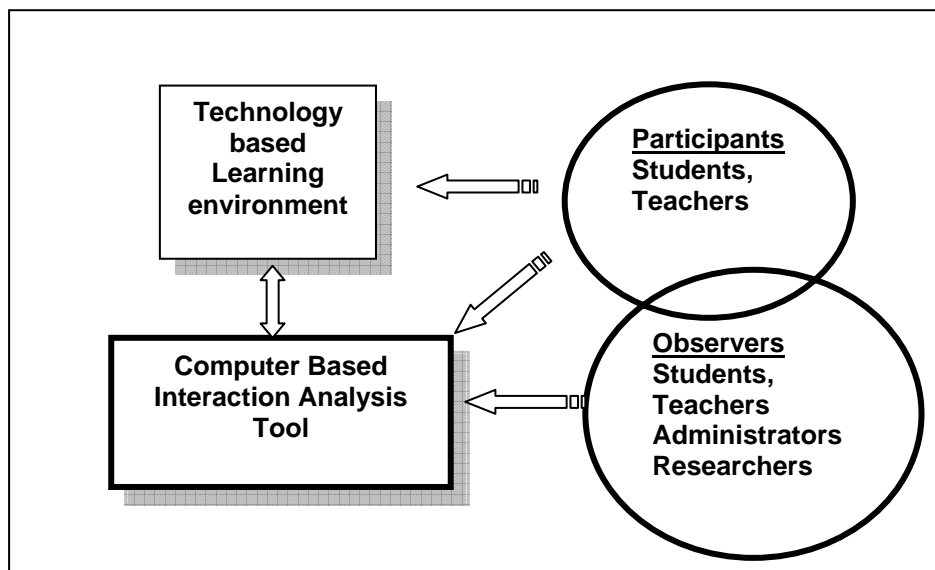 Technology
based
Learning
environment
Participants
Students,
Teachers
Computer Based
Interaction Analysis
Tool
Observers
Students,
Teachers
Administrators
Researchers